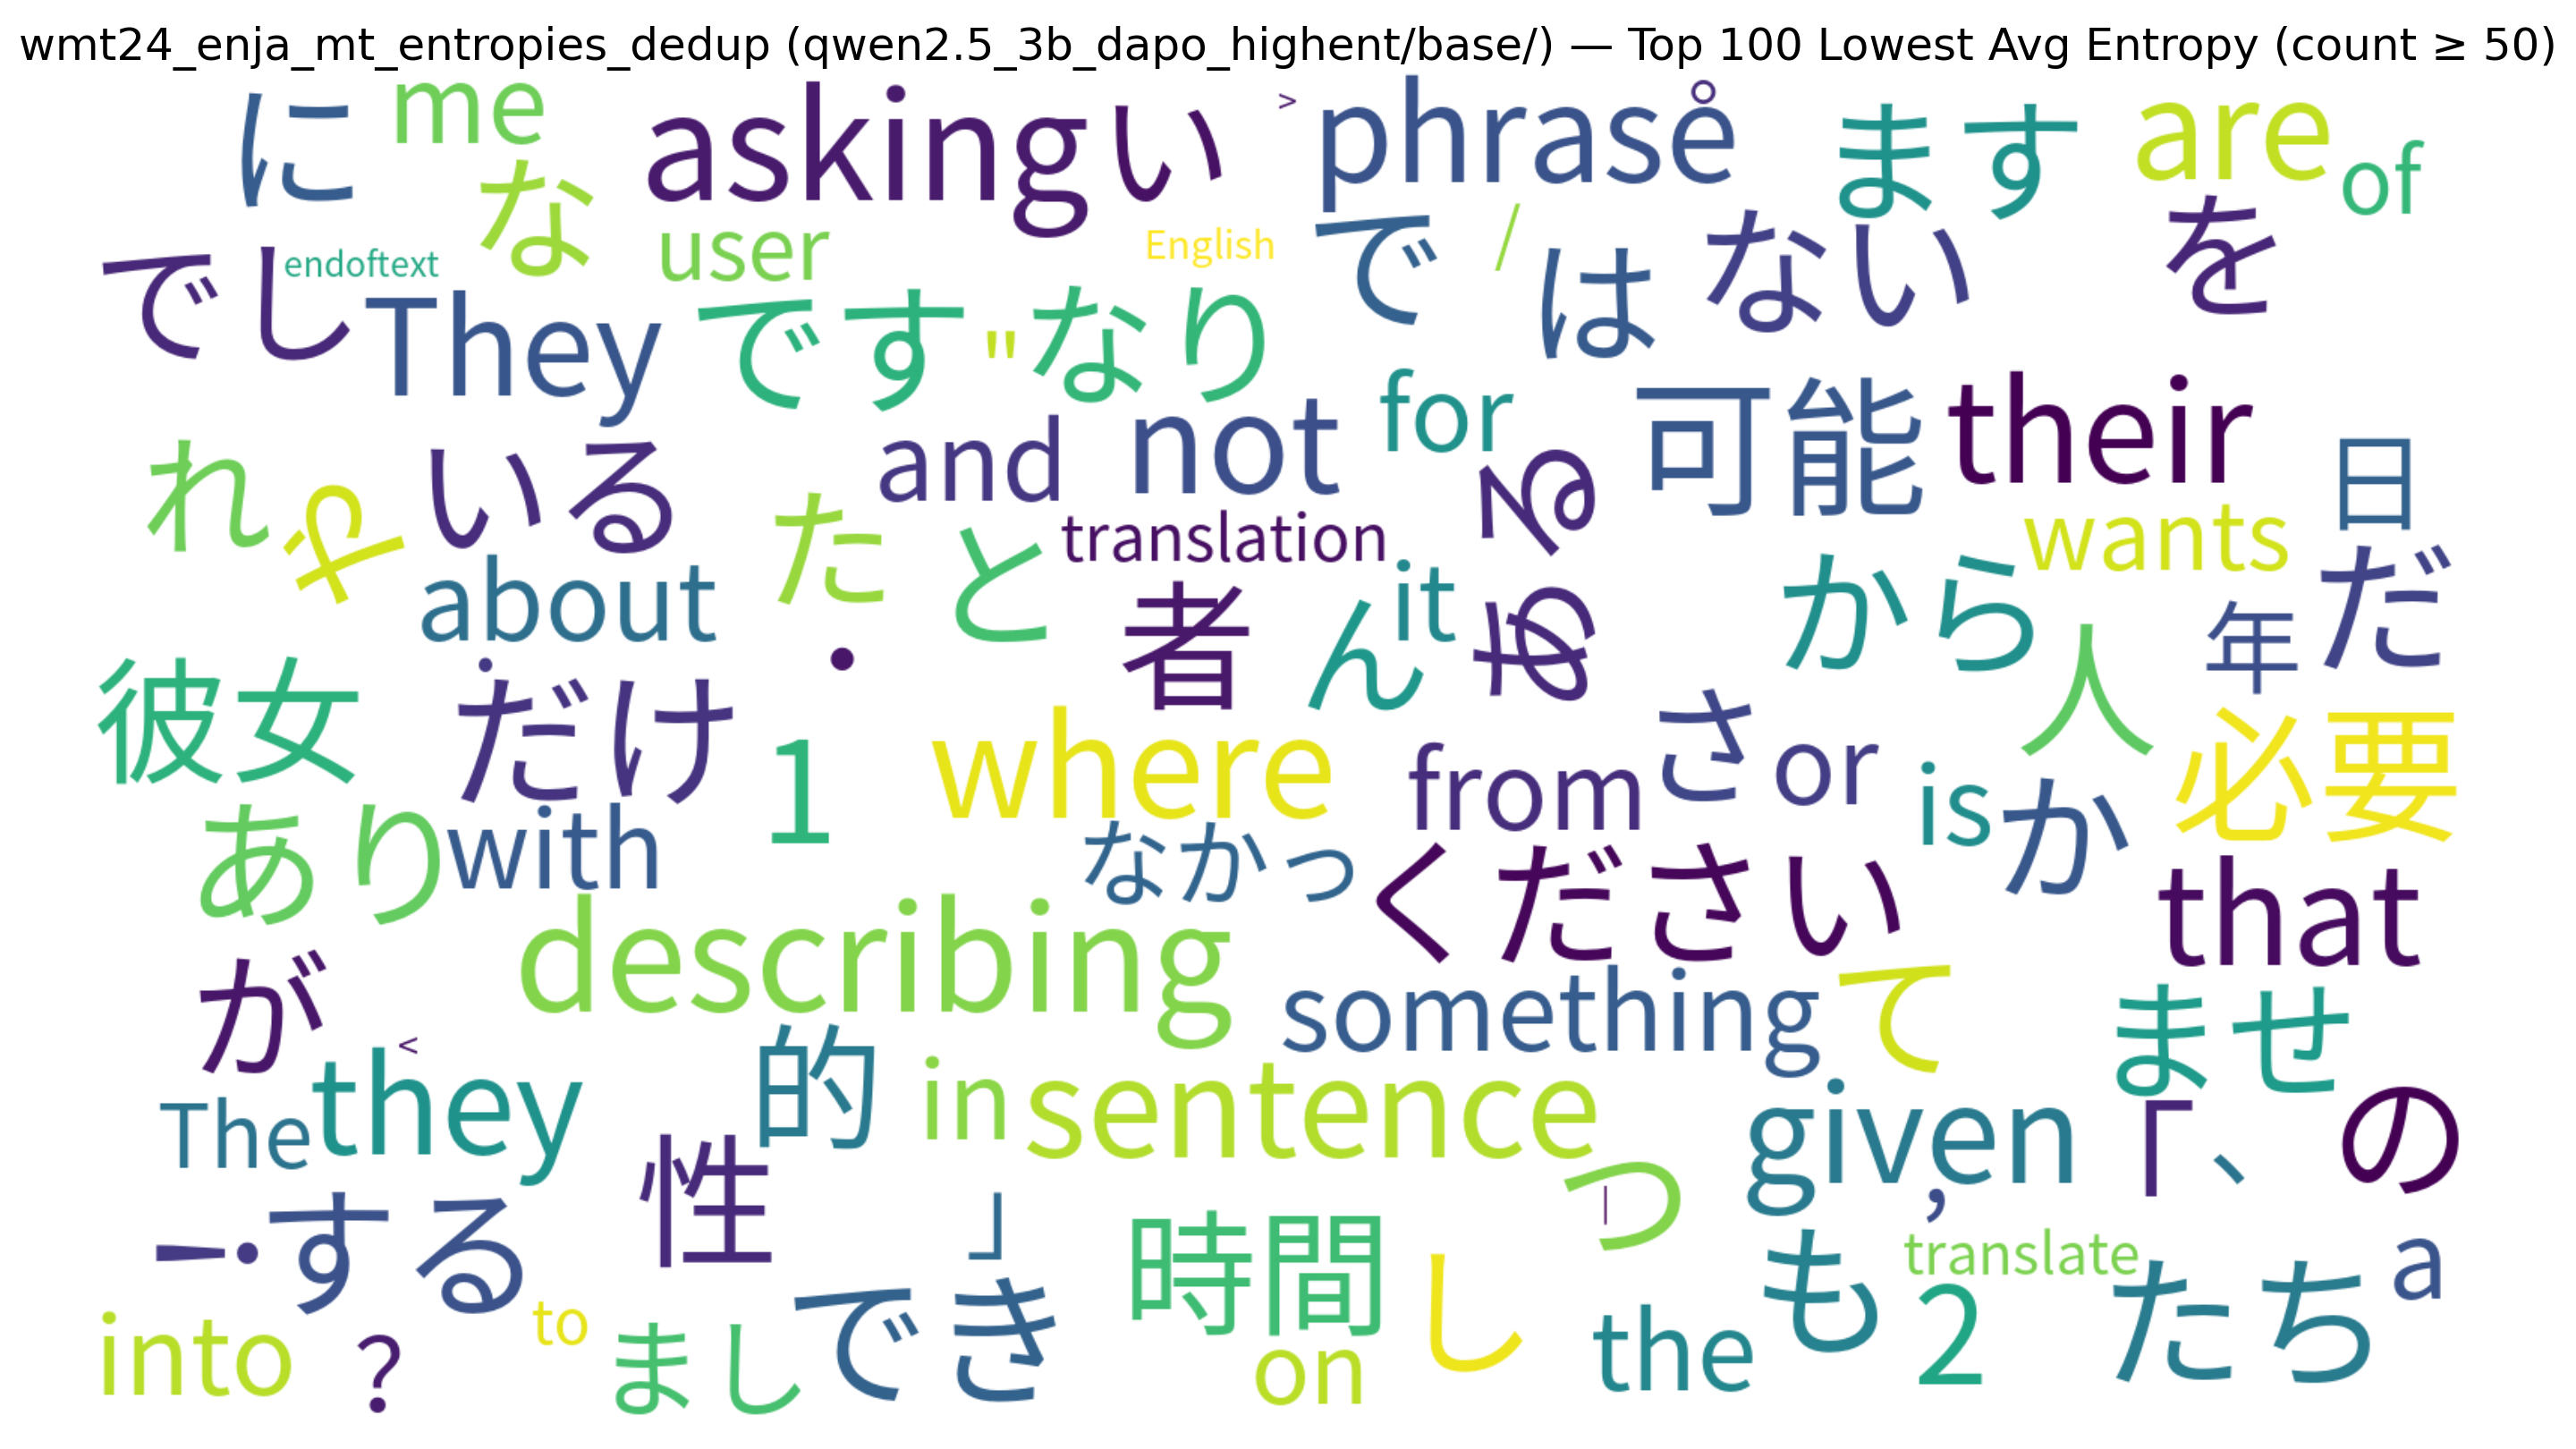 wmt24_enja_mt_entropies_dedup (qwen2.5_3b_dapo_highent/base/) — Top 100 Lowest Avg Entropy (count ≥ 50)
に
me
asking
い
>
phrase
。
ます
are
of
な
user
English
で
/
は
ない
を
でし
endoftext
They
です
"
なり
for
可能
their
日
れ
や
いる
and
not
る
た
と
translation
wants
about
.
者
ん
it
め
から
人
年
だ
彼女
だけ
・
1
where
from
さ
or
is
か
必要
あり
with
なかっ
ください
that
が
describing
something
て
ませ
<
they
The
的
in
sentence
given
,
「
、
の
っ
|
性
」
!
する
時間
し
も
translate
たち
a
into
?
to
まし
でき
on
the
2